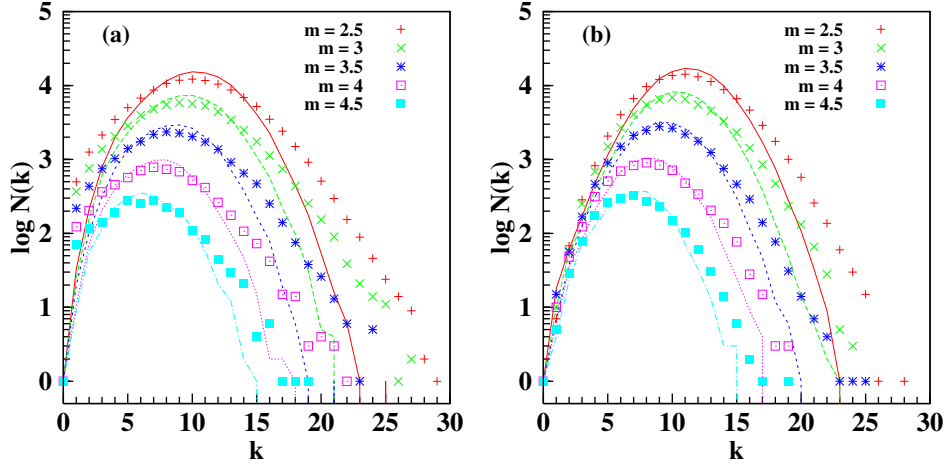 (a)
m = 2.5
m = 3
m = 3.5
m = 4
m = 4.5
5
4
3
2
1
0
log N(k)
0 5 10 15 20 25 30
k
(b)
m = 2.5
m = 3
m = 3.5
m = 4
m = 4.5
5
4
3
2
1
0
log N(k)
0 5 10 15 20 25 30
k